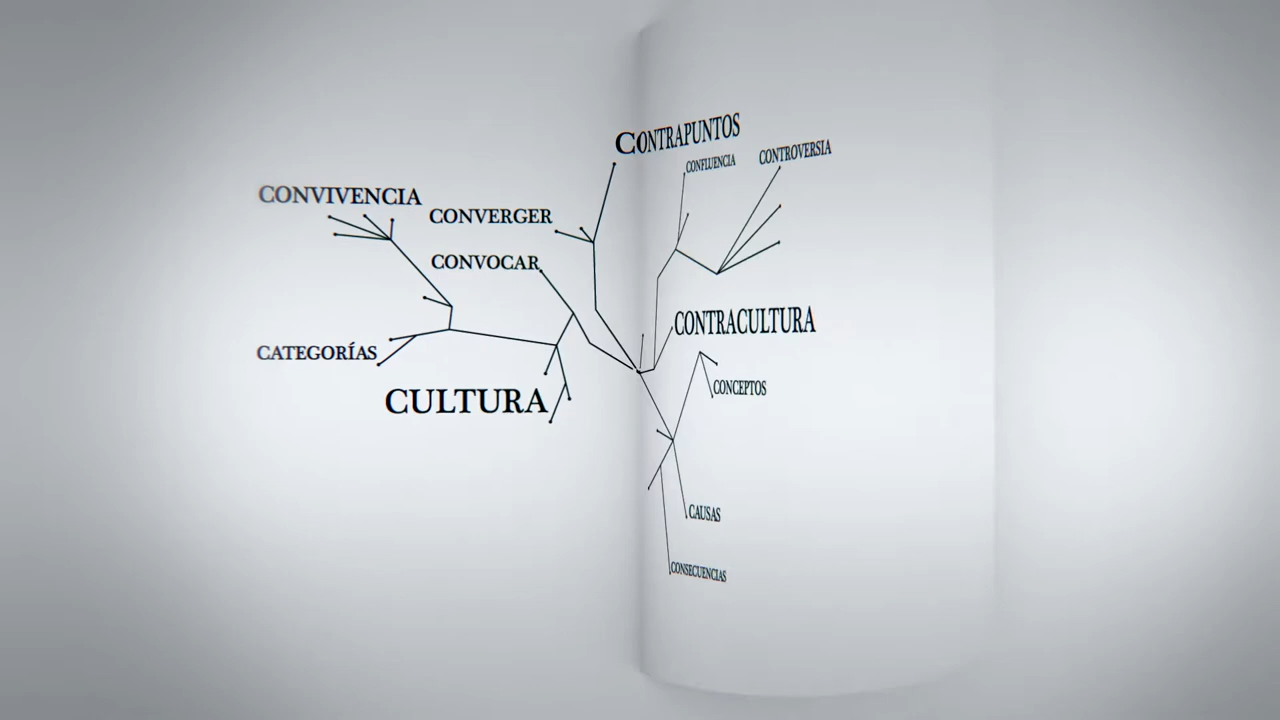 CONTRAPUNTOS
CONFLUENCIA
CONTROVERSIA
CONVIVENCIA
CONVERGER
CONVOCAR
CONTRACULTURA
CATEGORÍAS
CONCEPTOS
CULTURA
CAUSAS
CONSECUENCIAS